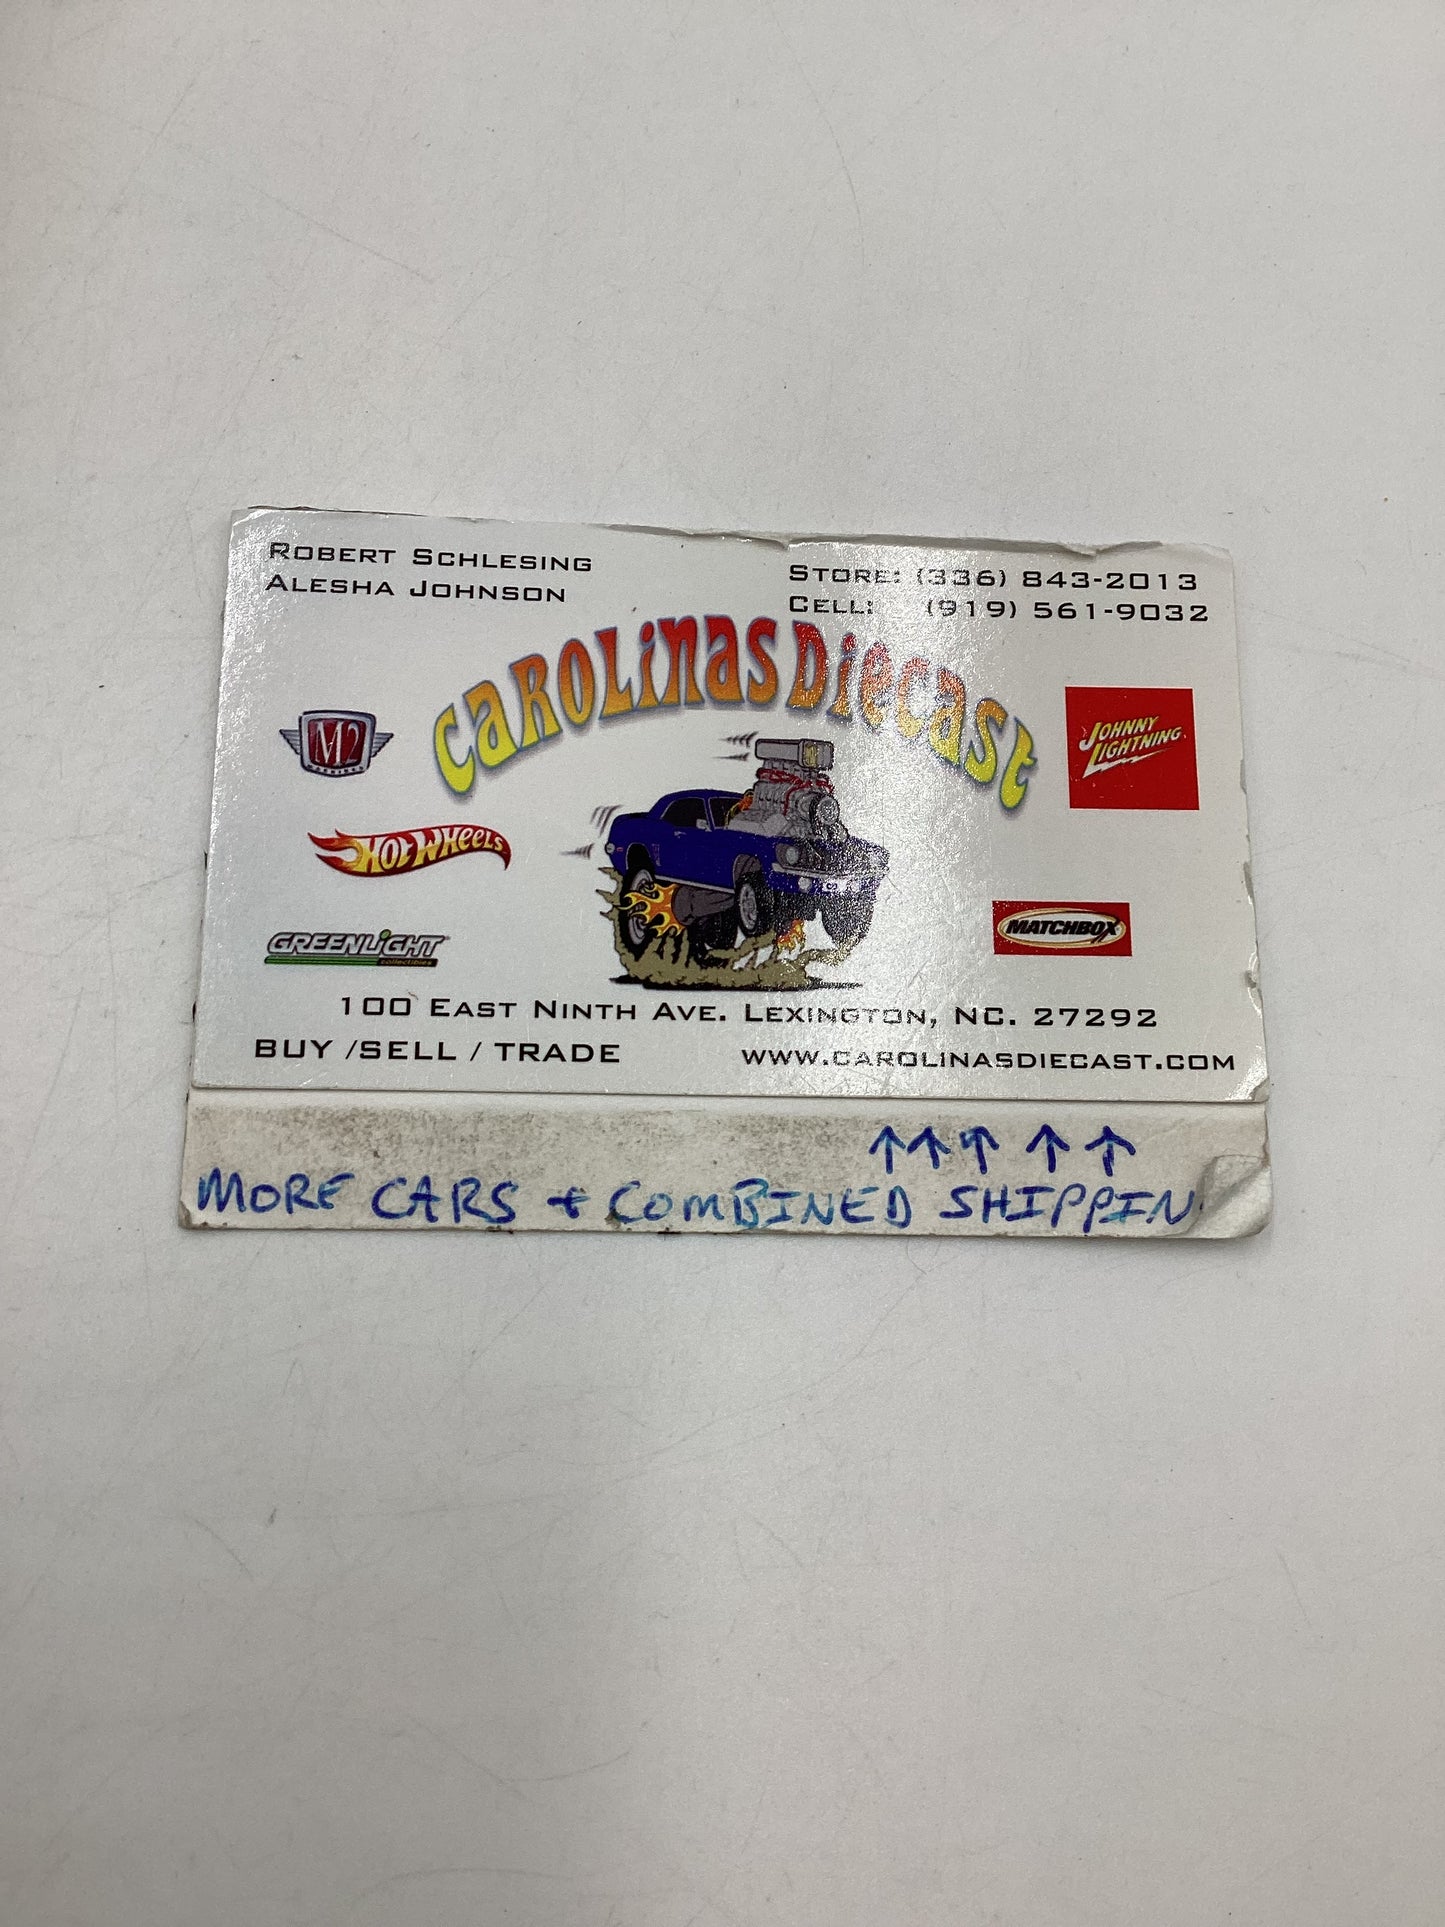 ROBERT SCHLESING
ALESHA JOHNSON
STORE: (336) 843-2013
CELL: (919) 561-9032
CAROLINAS DIECAST
M2
MACHINES
JOHNNY
LIGHTNING
HOT WHEELS
GREENLIGHT
collectibles
MATCHBOX
100 EAST NINTH AVE. LEXINGTON, NC. 27292
BUY /SELL / TRADE
WWW.CAROLINASDIECAST.COM
↑ ↑ ↑ ↑ ↑
MORE CARS + COMBINED SHIPPIN